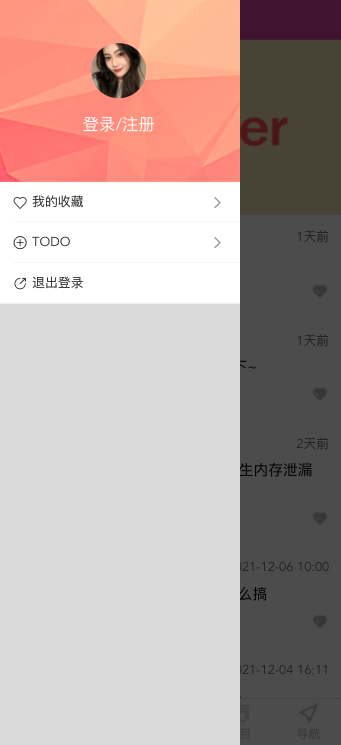 登录/注册
我的收藏
TODO
退出登录
er
1天前
1天前
下~
2天前
生内存泄漏
21-12-06 10:00
么搞
21-12-04 16:11
导航